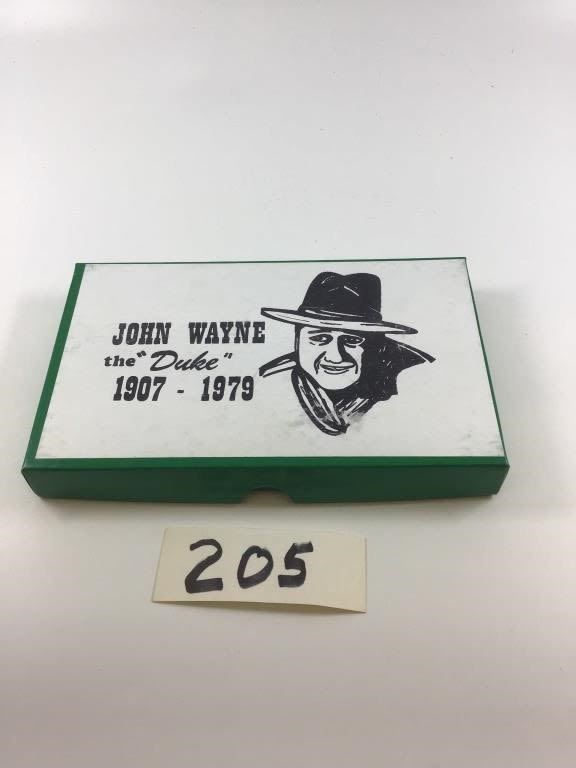 JOHN WAYNE
the "Duke"
1907 - 1979
205